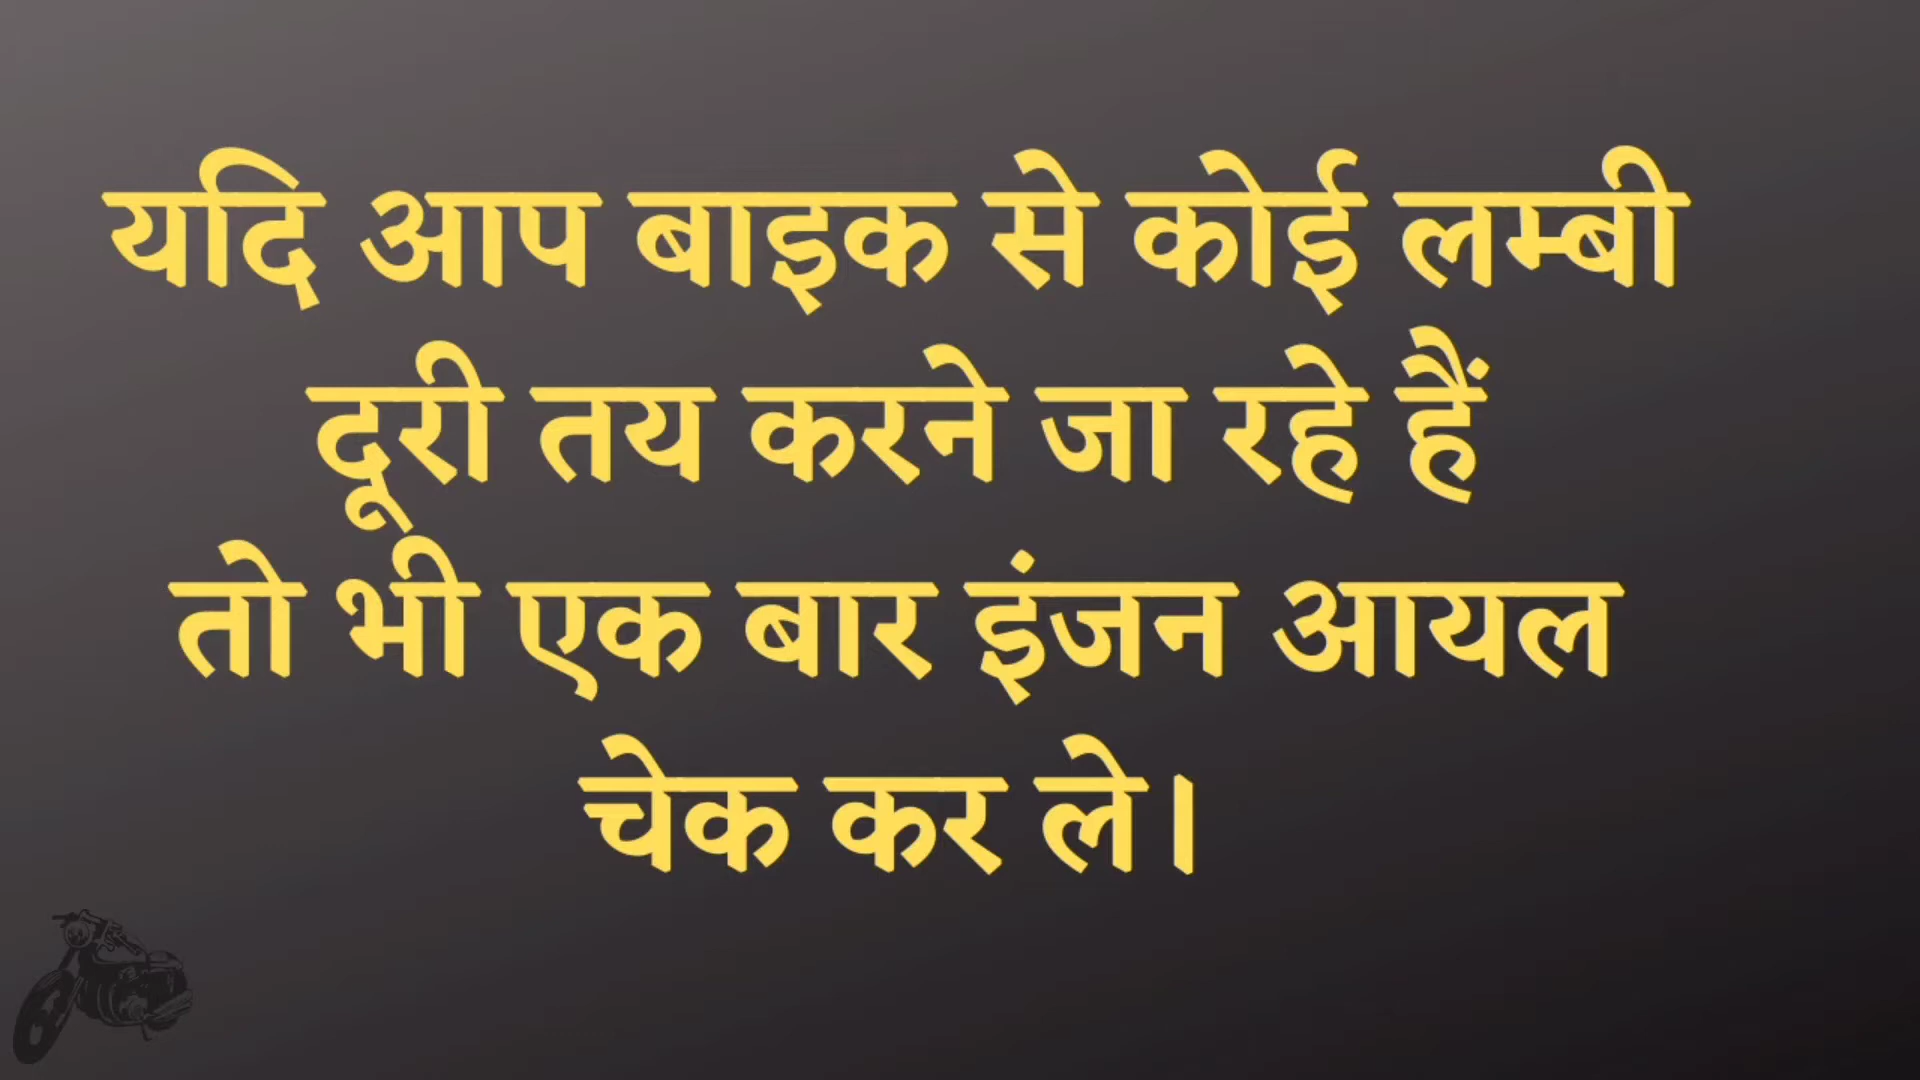 यदि आप बाइक से कोई लम्बी
दूरी तय करने जा रहे हैं
तो भी एक बार इंजन आयल
चेक कर ले।